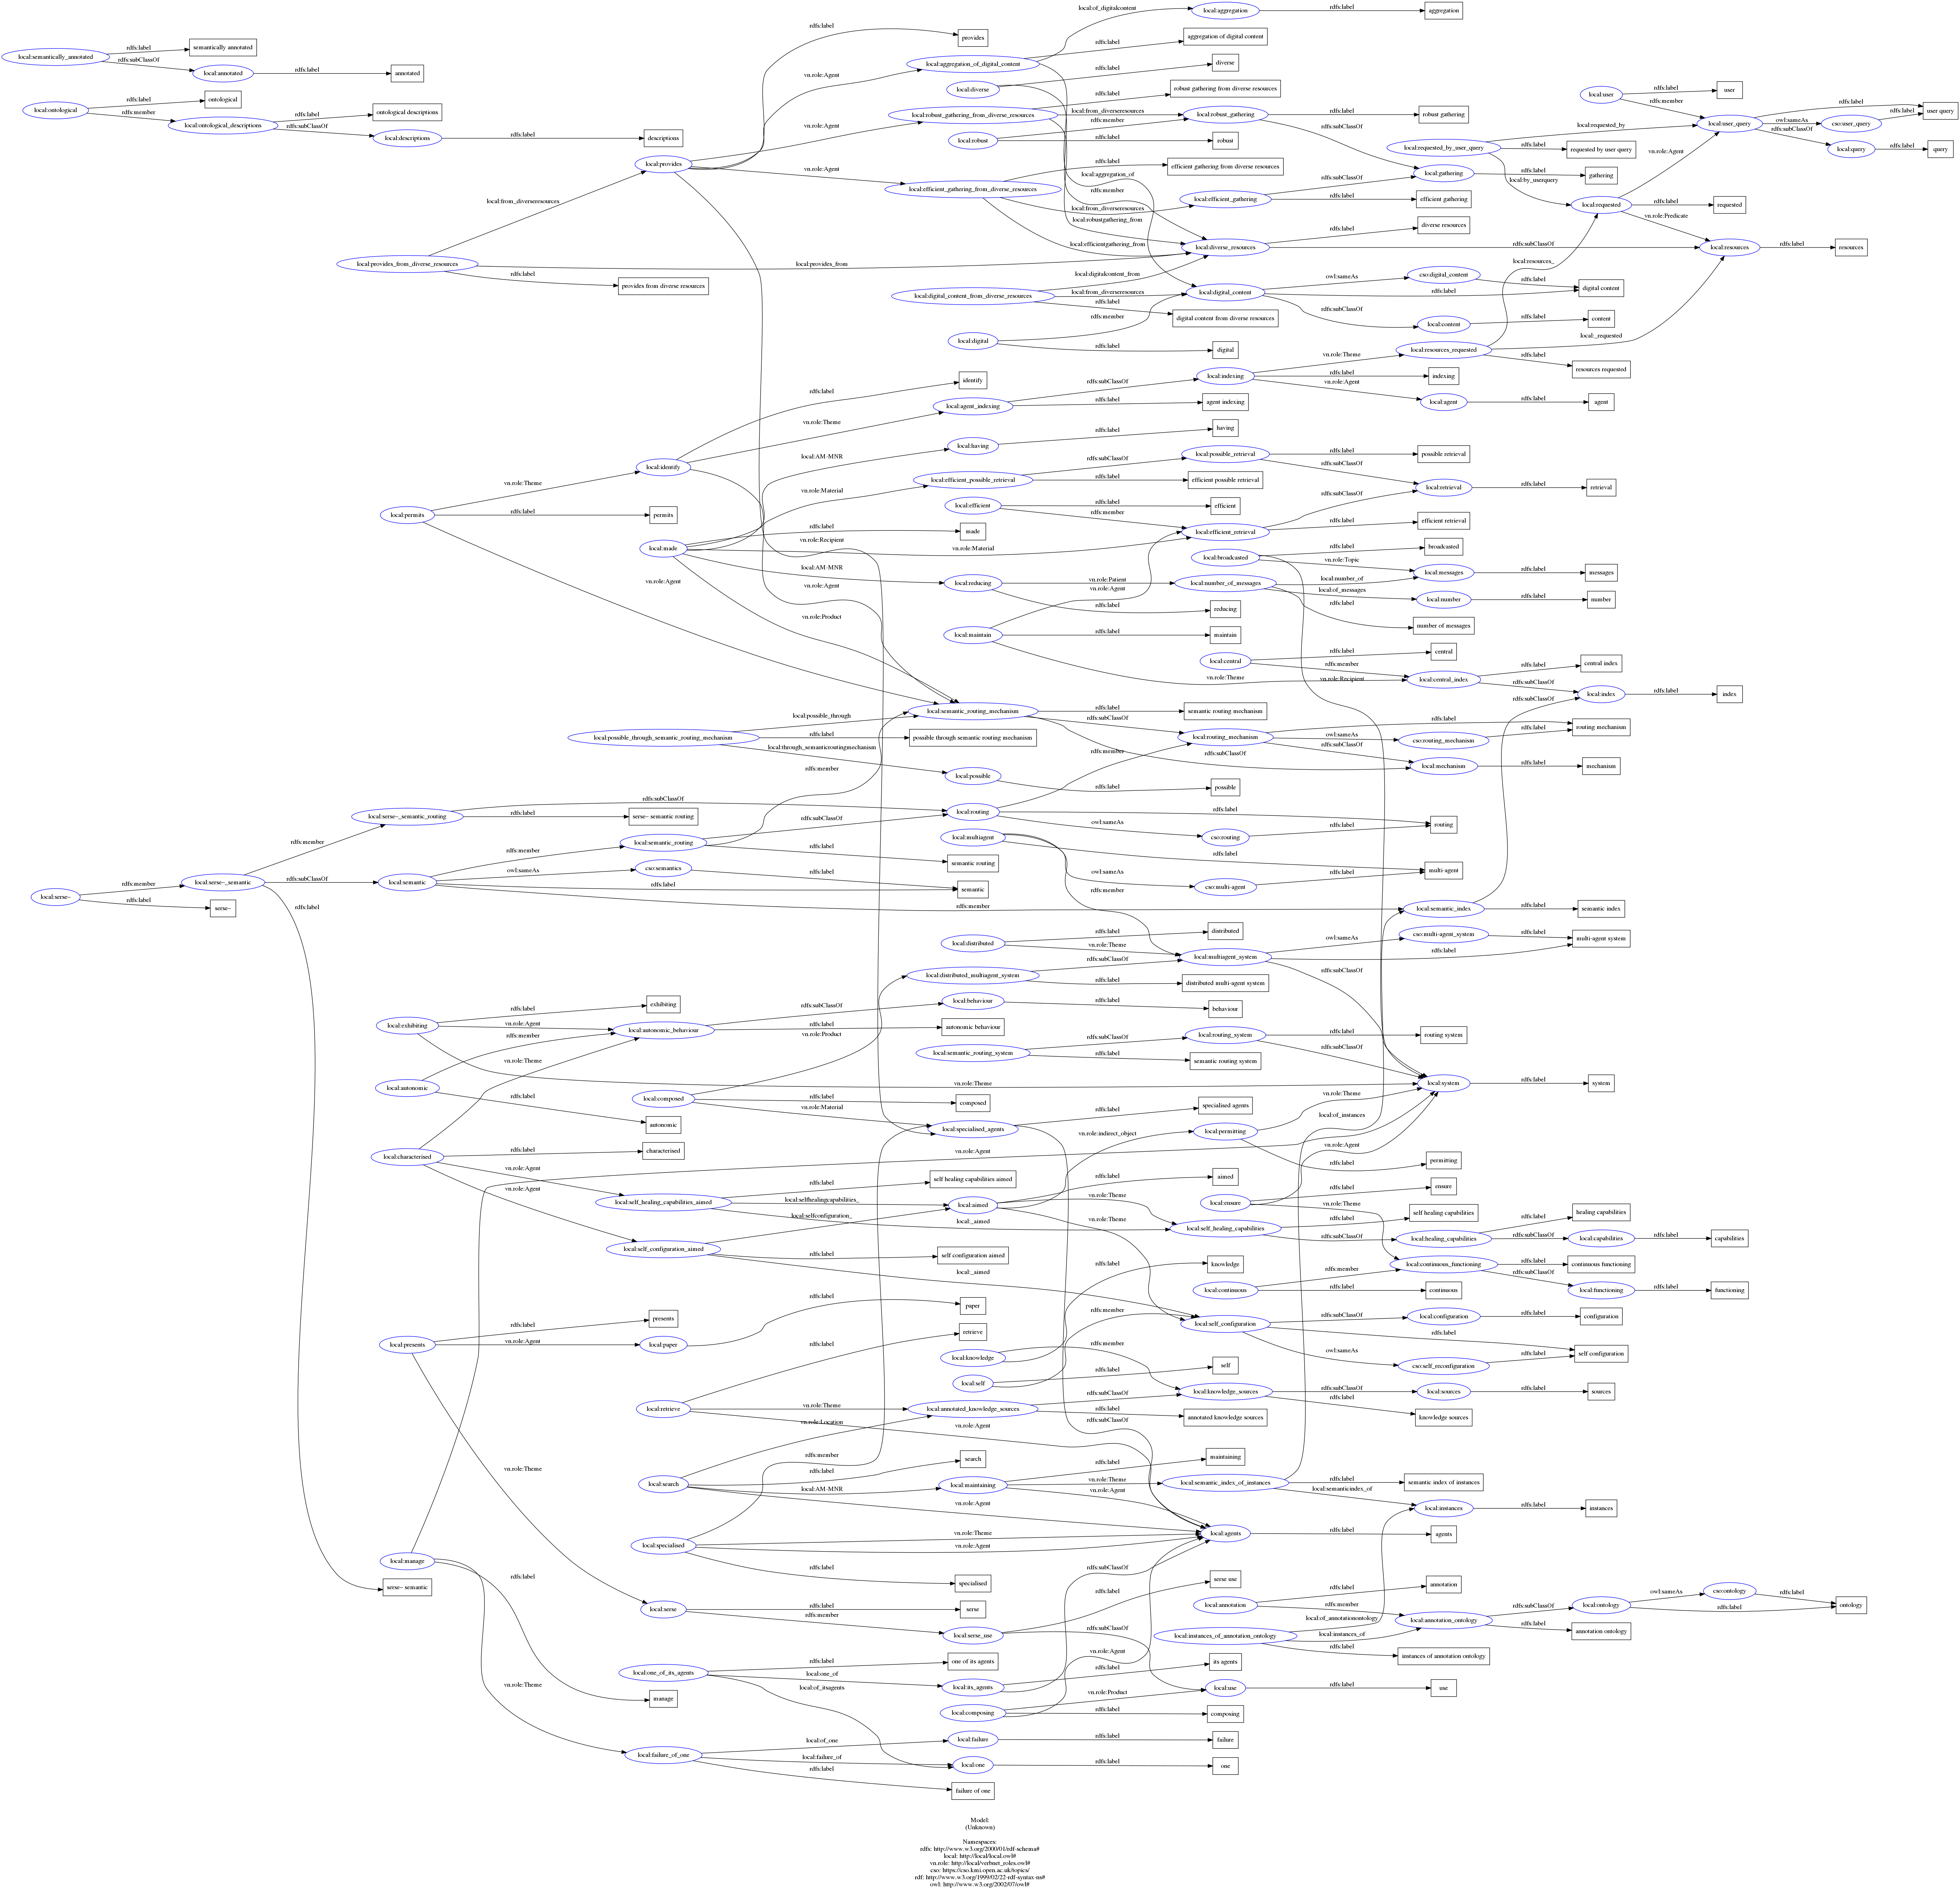 local:semantically_annotated
rdfs:label
semantically annotated
rdfs:subClassOf
local:annotated
rdfs:label
annotated
local:ontological
rdfs:label
ontological
rdfs:member
local:ontological_descriptions
rdfs:label
ontological descriptions
rdfs:subClassOf
local:descriptions
rdfs:label
descriptions
local:provides
rdfs:label
provides
vn.role:Agent
vn.role:Agent
vn.role:Agent
vn.role:Recipient
local:provides_from_diverse_resources
local:from_diverseresources
local:provides_from
rdfs:label
provides from diverse resources
local:aggregation_of_digital_content
local:of_digitalcontent
local:aggregation
rdfs:label
aggregation
rdfs:label
aggregation of digital content
local:aggregation_of
local:diverse
rdfs:label
diverse
rdfs:member
local:robust_gathering_from_diverse_resources
rdfs:label
robust gathering from diverse resources
local:from_diverseresources
local:robustgathering_from
local:robust_gathering
rdfs:label
robust gathering
rdfs:subClassOf
local:robust
rdfs:member
rdfs:label
robust
local:efficient_gathering_from_diverse_resources
rdfs:label
efficient gathering from diverse resources
local:from_diverseresources
local:efficientgathering_from
local:efficient_gathering
rdfs:subClassOf
rdfs:label
efficient gathering
local:gathering
rdfs:label
gathering
local:diverse_resources
rdfs:label
diverse resources
rdfs:subClassOf
local:digital_content_from_diverse_resources
local:digitalcontent_from
local:from_diverseresources
rdfs:label
digital content from diverse resources
local:digital_content
owl:sameAs
cso:digital_content
rdfs:label
rdfs:label
digital content
rdfs:subClassOf
local:content
rdfs:label
content
local:digital
rdfs:member
rdfs:label
digital
local:user
rdfs:label
user
rdfs:member
local:user_query
rdfs:label
user query
owl:sameAs
cso:user_query
rdfs:label
rdfs:subClassOf
local:query
rdfs:label
query
local:requested_by_user_query
local:requested_by
rdfs:label
requested by user query
local:by_userquery
local:requested
vn.role:Agent
rdfs:label
requested
vn.role:Predicate
local:resources
rdfs:label
resources
local:resources_requested
local:resources_
local:_requested
rdfs:label
resources requested
local:permits
vn.role:Theme
rdfs:label
permits
vn.role:Agent
local:identify
rdfs:label
identify
vn.role:Theme
vn.role:Agent
local:agent_indexing
rdfs:subClassOf
rdfs:label
agent indexing
local:indexing
vn.role:Theme
rdfs:label
indexing
vn.role:Agent
local:agent
rdfs:label
agent
local:made
local:AM-MNR
vn.role:Material
rdfs:label
made
vn.role:Material
local:AM-MNR
vn.role:Product
local:having
rdfs:label
having
local:efficient_possible_retrieval
rdfs:subClassOf
rdfs:label
efficient possible retrieval
local:possible_retrieval
rdfs:label
possible retrieval
rdfs:subClassOf
local:retrieval
rdfs:label
retrieval
local:efficient
rdfs:label
efficient
rdfs:member
local:efficient_retrieval
rdfs:subClassOf
rdfs:label
efficient retrieval
local:broadcasted
rdfs:label
broadcasted
vn.role:Topic
vn.role:Recipient
local:messages
rdfs:label
messages
local:reducing
vn.role:Patient
rdfs:label
reducing
local:number_of_messages
local:number_of
local:of_messages
rdfs:label
number of messages
local:number
rdfs:label
number
local:maintain
vn.role:Agent
rdfs:label
maintain
vn.role:Theme
local:central
rdfs:label
central
rdfs:member
local:central_index
rdfs:label
central index
rdfs:subClassOf
local:index
rdfs:label
index
rdfs:subClassOf
local:possible_through_semantic_routing_mechanism
local:possible_through
rdfs:label
possible through semantic routing mechanism
local:through_semanticroutingmechanism
local:semantic_routing_mechanism
rdfs:label
semantic routing mechanism
rdfs:subClassOf
rdfs:subClassOf
local:routing_mechanism
rdfs:label
routing mechanism
owl:sameAs
cso:routing_mechanism
rdfs:label
rdfs:subClassOf
local:mechanism
rdfs:label
mechanism
local:possible
rdfs:label
possible
local:serse~
rdfs:member
rdfs:label
serse~
local:serse~_semantic
rdfs:member
rdfs:subClassOf
rdfs:label
serse~ semantic
local:serse~_semantic_routing
rdfs:subClassOf
rdfs:label
serse~ semantic routing
local:semantic
rdfs:member
owl:sameAs
cso:semantics
rdfs:label
rdfs:label
semantic
rdfs:member
local:semantic_routing
rdfs:member
rdfs:subClassOf
rdfs:label
semantic routing
local:routing
rdfs:member
rdfs:label
routing
owl:sameAs
cso:routing
rdfs:label
local:multiagent
rdfs:label
multi-agent
owl:sameAs
cso:multi-agent
rdfs:label
rdfs:member
local:semantic_index
rdfs:label
semantic index
local:distributed
rdfs:label
distributed
vn.role:Theme
local:multiagent_system
owl:sameAs
cso:multi-agent_system
rdfs:label
rdfs:label
multi-agent system
rdfs:subClassOf
local:distributed_multiagent_system
rdfs:subClassOf
rdfs:label
distributed multi-agent system
local:exhibiting
rdfs:label
exhibiting
vn.role:Agent
vn.role:Theme
local:autonomic_behaviour
rdfs:subClassOf
local:behaviour
rdfs:label
behaviour
rdfs:label
autonomic behaviour
local:semantic_routing_system
rdfs:subClassOf
rdfs:label
semantic routing system
local:routing_system
rdfs:label
routing system
rdfs:subClassOf
local:autonomic
rdfs:member
rdfs:label
autonomic
local:composed
vn.role:Product
rdfs:label
composed
vn.role:Material
local:specialised_agents
rdfs:label
specialised agents
rdfs:subClassOf
local:system
rdfs:label
system
local:permitting
vn.role:Theme
rdfs:label
permitting
local:characterised
vn.role:Theme
rdfs:label
characterised
vn.role:Agent
vn.role:Agent
local:self_healing_capabilities_aimed
rdfs:label
self healing capabilities aimed
local:selfhealingcapabilities_
local:_aimed
local:aimed
vn.role:indirect_object
rdfs:label
aimed
vn.role:Theme
vn.role:Theme
local:ensure
vn.role:Agent
rdfs:label
ensure
vn.role:Theme
local:self_healing_capabilities
rdfs:label
self healing capabilities
rdfs:subClassOf
local:healing_capabilities
rdfs:label
healing capabilities
rdfs:subClassOf
local:capabilities
rdfs:label
capabilities
local:self_configuration_aimed
local:selfconfiguration_
rdfs:label
self configuration aimed
local:_aimed
local:continuous
rdfs:member
rdfs:label
continuous
local:continuous_functioning
rdfs:label
continuous functioning
rdfs:subClassOf
local:functioning
rdfs:label
functioning
local:self_configuration
rdfs:subClassOf
local:configuration
rdfs:label
configuration
rdfs:label
self configuration
owl:sameAs
cso:self_reconfiguration
rdfs:label
local:presents
rdfs:label
presents
vn.role:Agent
vn.role:Theme
local:paper
rdfs:label
paper
local:knowledge
rdfs:label
knowledge
rdfs:member
local:self
rdfs:label
self
rdfs:member
local:knowledge_sources
rdfs:subClassOf
local:sources
rdfs:label
sources
rdfs:label
knowledge sources
local:retrieve
rdfs:label
retrieve
vn.role:Theme
vn.role:Agent
local:annotated_knowledge_sources
rdfs:subClassOf
rdfs:label
annotated knowledge sources
local:search
vn.role:Location
rdfs:label
search
local:AM-MNR
vn.role:Agent
local:maintaining
rdfs:label
maintaining
vn.role:Theme
vn.role:Agent
local:semantic_index_of_instances
local:of_instances
rdfs:label
semantic index of instances
local:semanticindex_of
local:instances
rdfs:label
instances
local:specialised
rdfs:member
vn.role:Theme
vn.role:Agent
rdfs:label
specialised
local:agents
rdfs:label
agents
local:manage
vn.role:Agent
rdfs:label
manage
vn.role:Theme
local:serse
rdfs:label
serse
rdfs:member
local:serse_use
rdfs:label
serse use
rdfs:subClassOf
local:annotation
rdfs:label
annotation
rdfs:member
local:annotation_ontology
rdfs:subClassOf
rdfs:label
annotation ontology
local:ontology
owl:sameAs
cso:ontology
rdfs:label
rdfs:label
ontology
local:instances_of_annotation_ontology
local:of_annotationontology
local:instances_of
rdfs:label
instances of annotation ontology
local:one_of_its_agents
rdfs:label
one of its agents
local:one_of
local:of_itsagents
local:its_agents
rdfs:subClassOf
rdfs:label
its agents
local:composing
vn.role:Agent
vn.role:Product
rdfs:label
composing
local:use
rdfs:label
use
local:failure_of_one
local:of_one
local:failure_of
rdfs:label
failure of one
local:failure
rdfs:label
failure
local:one
rdfs:label
one
Model:
(Unknown)
Namespaces:
rdfs: http://www.w3.org/2000/01/rdf-schema#
local: http://local/local.owl#
vn.role: http://local/verbnet_roles.owl#
cso: https://cso.kmi.open.ac.uk/topics/
rdf: http://www.w3.org/1999/02/22-rdf-syntax-ns#
owl: http://www.w3.org/2002/07/owl#